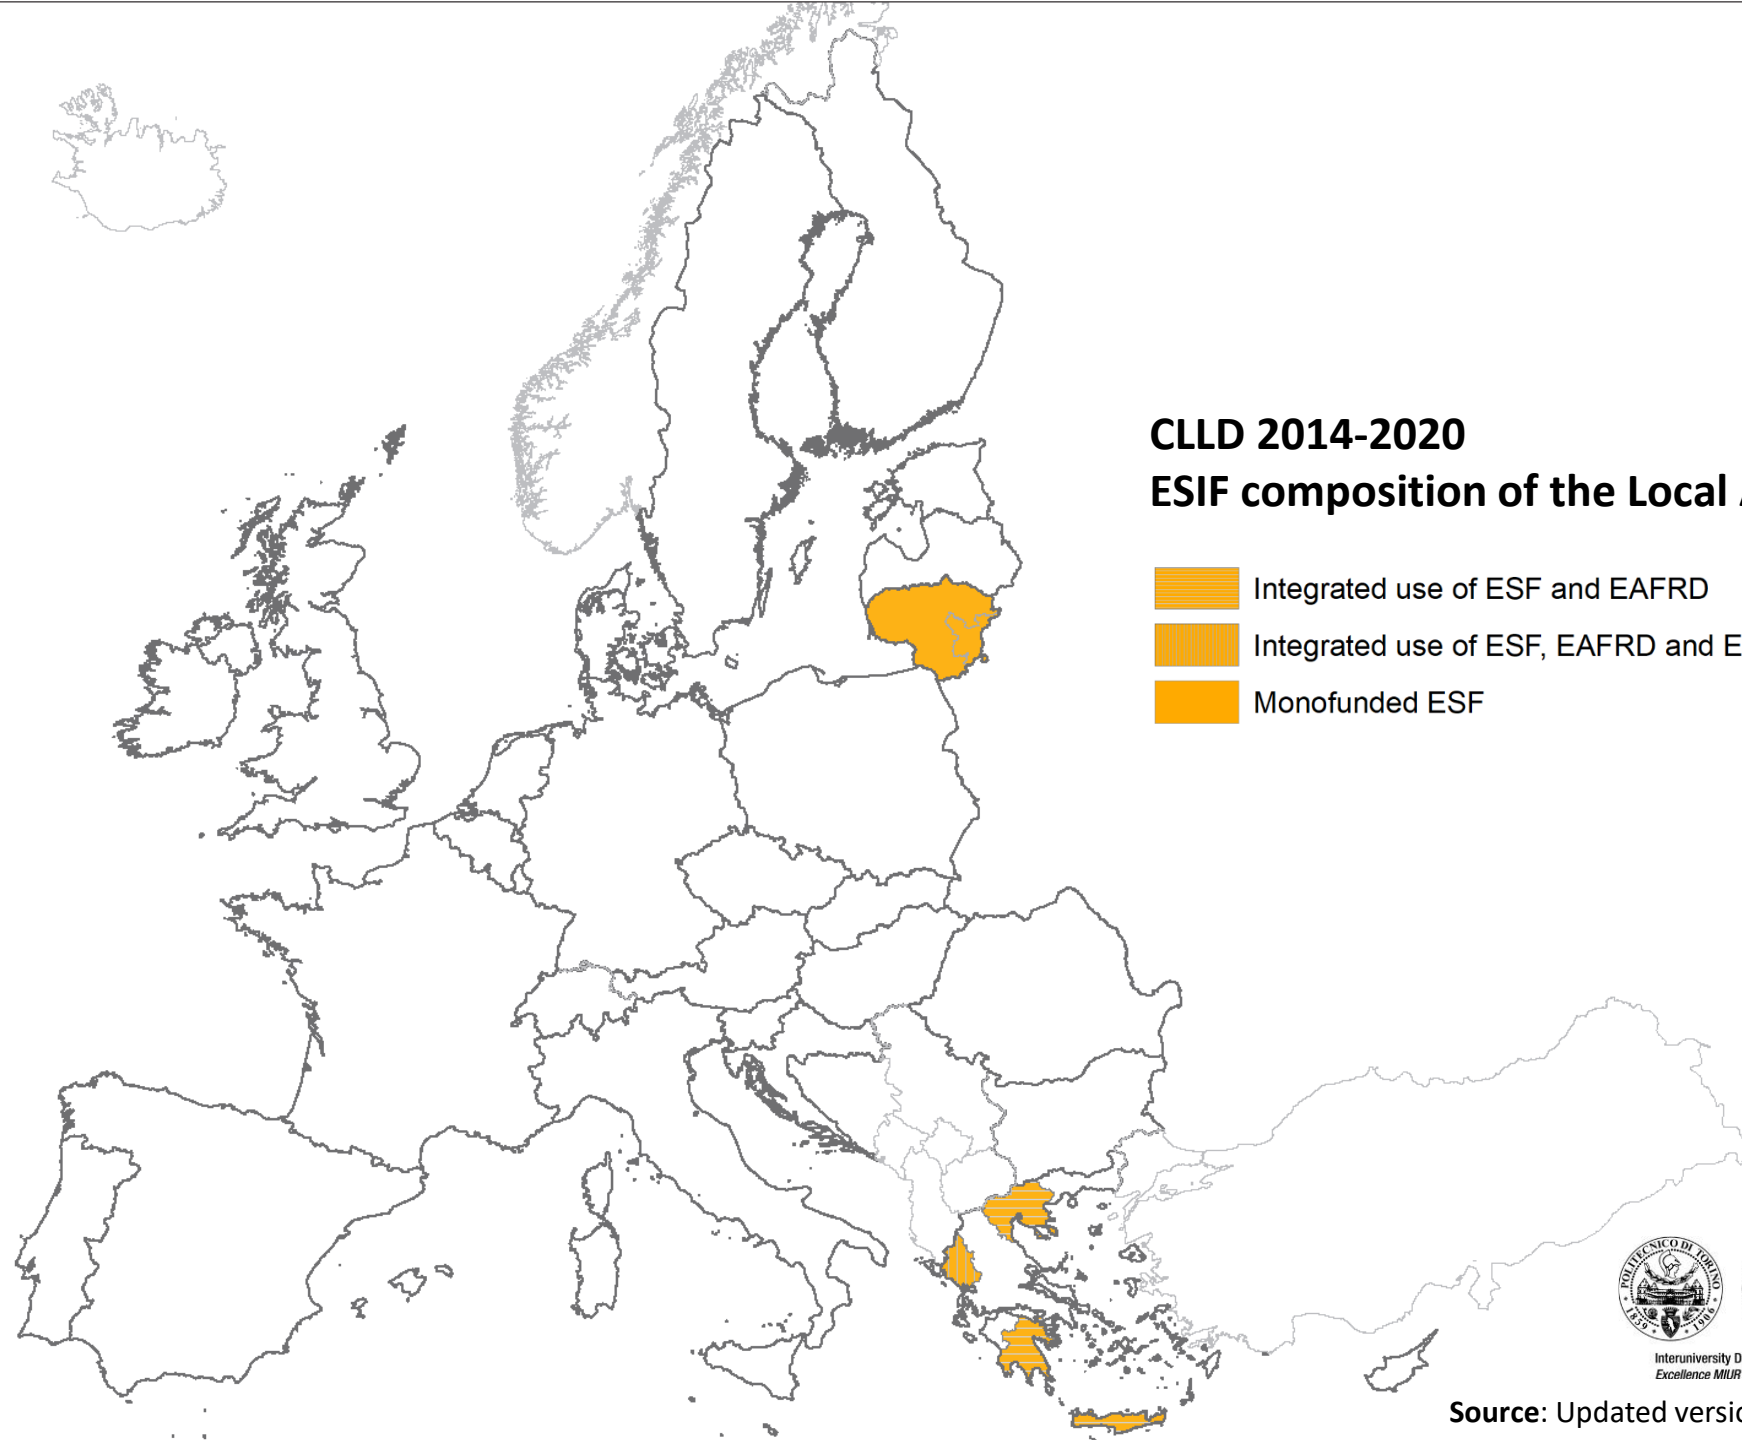 CLLD 2014-2020
ESIF composition of the Local
Integrated use of ESF and EAFRD
Integrated use of ESF, EAFRD and E
Monofunded ESF
POLITECNICO DI TORINO
1859 1906
Interuniversity D
Excellence MIUR
Source: Updated versio